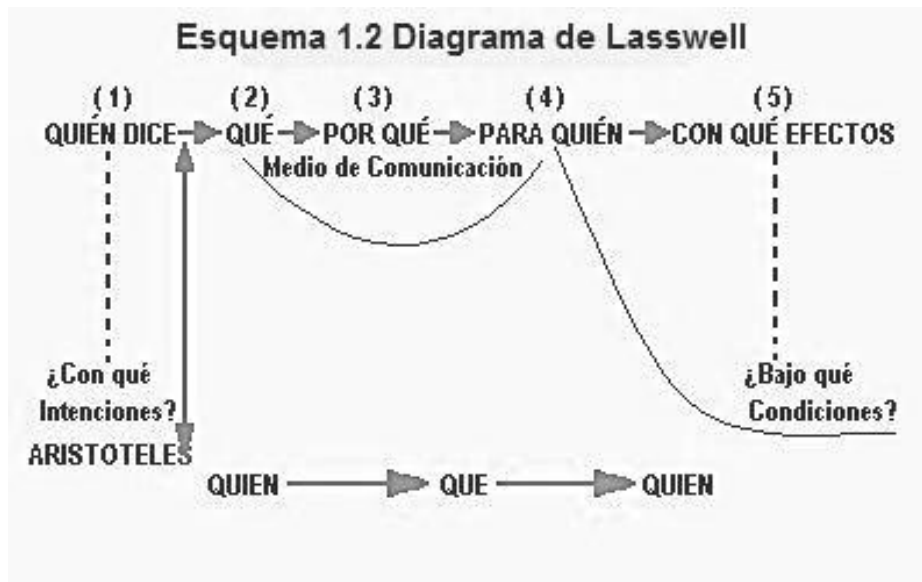 Esquema 1.2 Diagrama de Lasswell
(1) (2) (3) (4) (5)
QUIÉN DICE QUÉ POR QUÉ PARA QUIÉN CON QUÉ EFECTOS
Medio de Comunicación
¿Con qué ¿Bajo qué
Intenciones? Condiciones?
ARISTOTELES
QUIEN QUE QUIEN